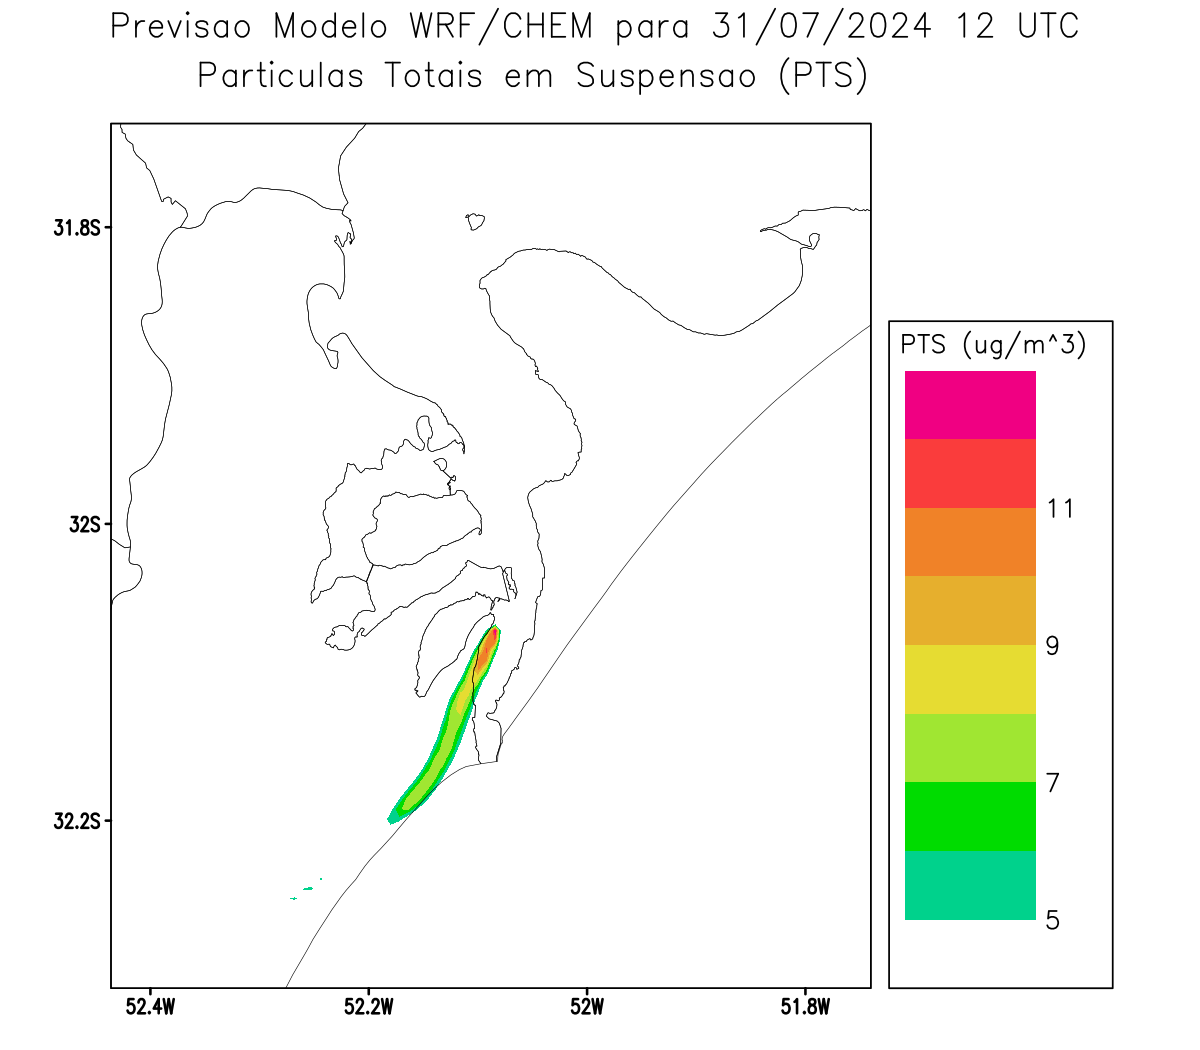 Previsao Modelo WRF/CHEM para 31/07/2024 12 UTC
Particulas Totais em Suspensao (PTS)
31.8S
32S
32.2S
52.4W
52.2W
52W
51.8W
PTS (ug/m^3)
11
9
7
5